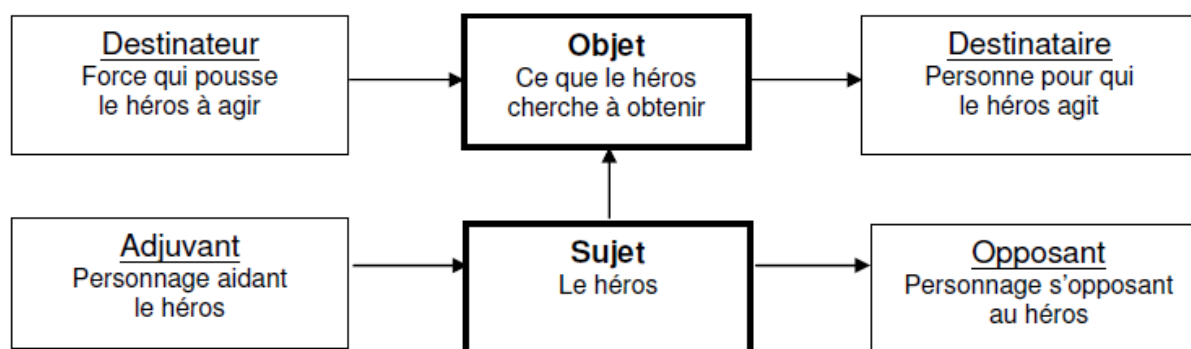 Destinateur
Force qui pousse
le héros à agir
Objet
Ce que le héros
cherche à obtenir
Destinataire
Personne pour qui
le héros agit
Adjuvant
Personnage aidant
le héros
Sujet
Le héros
Opposant
Personnage s'opposant
au héros